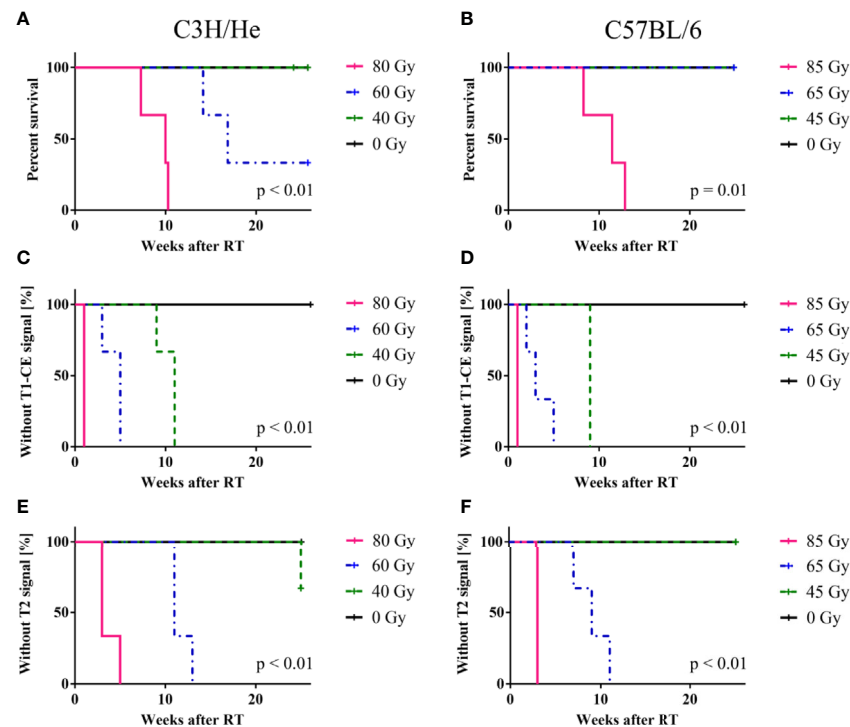 A
C3H/He
100
50
0
Percent survival
0 10 20
Weeks after RT
80 Gy
60 Gy
40 Gy
0 Gy
p < 0.01
B
C57BL/6
100
50
0
Percent survival
0 10 20
Weeks after RT
85 Gy
65 Gy
45 Gy
0 Gy
p = 0.01
C
100
50
0
Without T1-CE signal [%]
0 10 20
Weeks after RT
80 Gy
60 Gy
40 Gy
0 Gy
p < 0.01
D
100
50
0
Without T1-CE signal [%]
0 10 20
Weeks after RT
85 Gy
65 Gy
45 Gy
0 Gy
p < 0.01
E
100
50
0
Without T2 signal [%]
0 10 20
Weeks after RT
80 Gy
60 Gy
40 Gy
0 Gy
p < 0.01
F
100
50
0
Without T2 signal [%]
0 10 20
Weeks after RT
85 Gy
65 Gy
45 Gy
0 Gy
p < 0.01